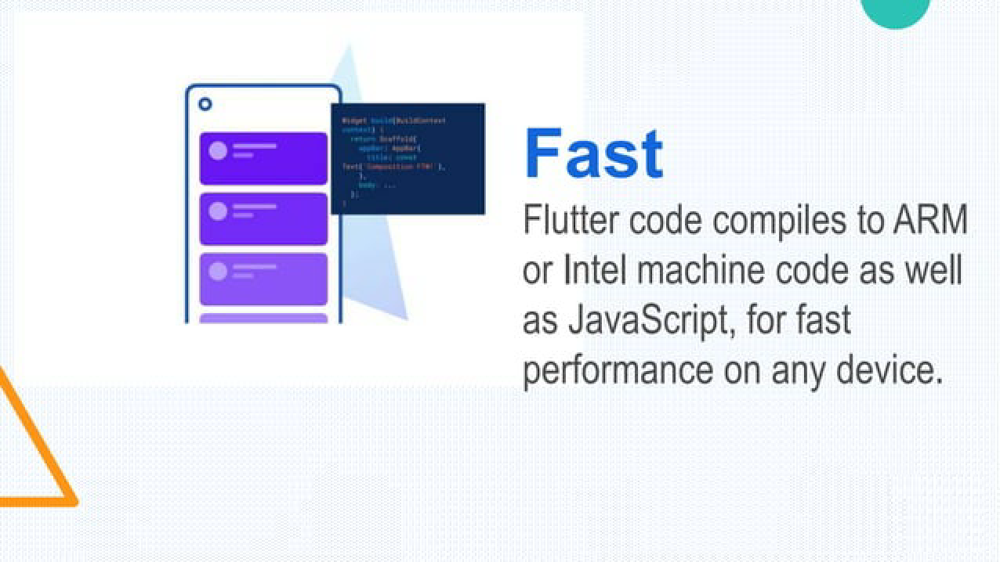 Widget build(BuildContext
context) {
return Scaffold(
appBar: AppBar(
title: const
Text('Composition FTW!'),
),
body: ...
);
}
Fast
Flutter code compiles to ARM
or Intel machine code as well
as JavaScript, for fast
performance on any device.